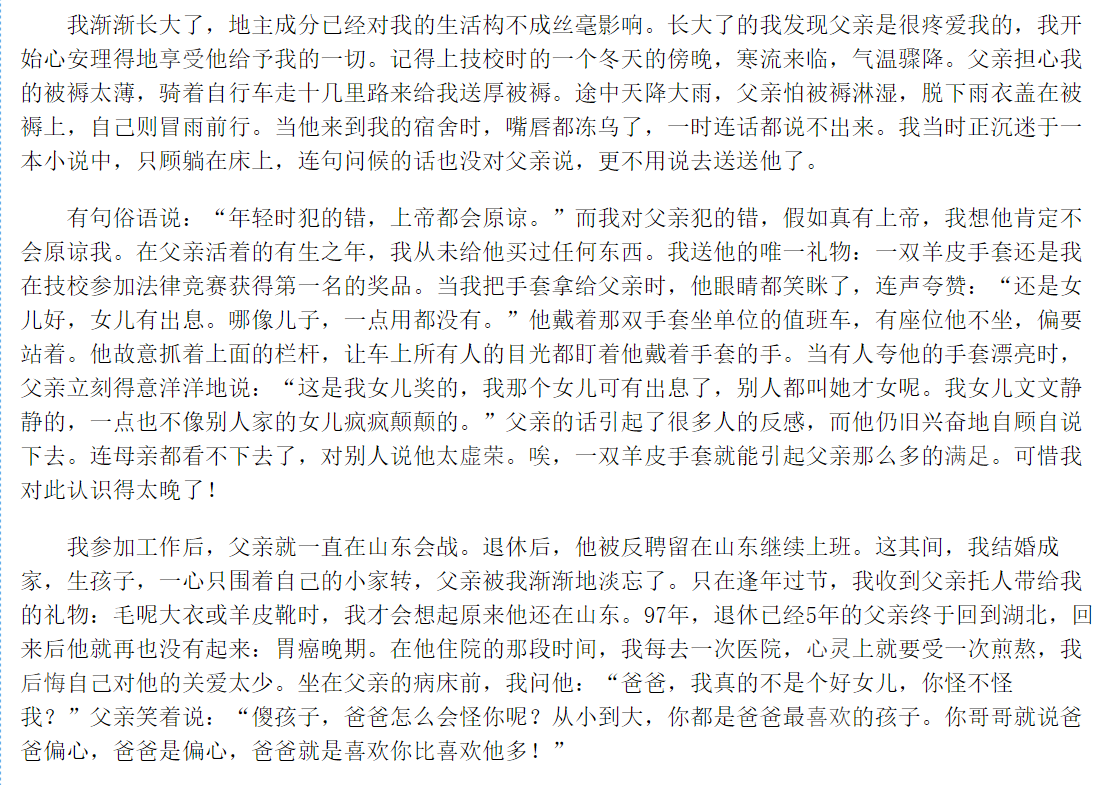 我渐渐长大了，地主成分已经对我的生活构不成丝毫影响。长大了的我发现父亲是很疼爱我的，我开
始心安理得地享受他给予我的一切。记得上技校时的一个冬天的傍晚，寒流来临，气温骤降。父亲担心我
的被褥太薄，骑着自行车走十几里路来给我送厚被褥。途中天降大雨，父亲怕被褥淋湿，脱下雨衣盖在被
褥上，自己则冒雨前行。当他来到我的宿舍时，嘴唇都冻乌了，一时连话都说不出来。我当时正沉迷于一
本小说中，只顾躺在床上，连句问候的话也没对父亲说，更不用说去送送他了。
有句俗语说：“年轻时犯的错，上帝都会原谅。”而我对父亲犯的错，假如真有上帝，我想他肯定不
会原谅我。在父亲活着的有生之年，我从未给他买过任何东西。我送他的唯一礼物：一双羊皮手套还是我
在技校参加法律竞赛获得第一名的奖品。当我把手套拿给父亲时，他眼睛都笑眯了，连声夸赞：“还是女
儿好，女儿有出息。哪像儿子，一点用都没有。”他戴着那双手套坐单位的值班车，有座位他不坐，偏要
站着。他故意抓着上面的栏杆，让车上所有人的目光都盯着他戴着手套的手。当有人夸他的手套漂亮时，
父亲立刻得意洋洋地说：“这是我女儿奖的，我那个女儿可有出息了，别人都叫她才女呢。我女儿文文静
静的，一点也不像别人家的女儿疯疯颠颠的。”父亲的话引起了很多人的反感，而他仍旧兴奋地自顾自说
下去。连母亲都看不下去了，对别人说他太虚荣。唉，一双羊皮手套就能引起父亲那么多的满足。可惜我
对此认识得太晚了！
我参加工作后，父亲就一直在山东会战。退休后，他被反聘留在山东继续上班。这其间，我结婚成
家，生孩子，一心只围着自己的小家转，父亲被我渐渐地淡忘了。只在逢年过节，我收到父亲托人带给我
的礼物：毛呢大衣或羊皮靴时，我才会想起原来他还在山东。97年，退休已经5年的父亲终于回到湖北，回
来后他就再也没有起来：胃癌晚期。在他住院的那段时间，我每去一次医院，心灵上就要受一次煎熬，我
后悔自己对他的关爱太少。坐在父亲的病床前，我问他：“爸爸，我真的不是个好女儿，你怪不怪
我？”父亲笑着说：“傻孩子，爸爸怎么会怪你呢？从小到大，你都是爸爸最喜欢的孩子。你哥哥就说爸
爸偏心，爸爸是偏心，爸爸就是喜欢你比喜欢他多！”